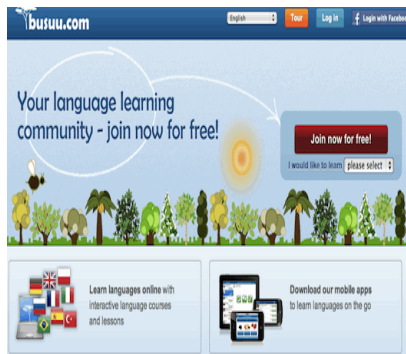 busuu.com
English
Tour
Log in
f Login with Facebo
Your language learning
community - join now for free!
Join now for free!
I would like to learn please select
Learn languages online with
interactive language courses
and lessons
Download our mobile apps
to learn languages on the go